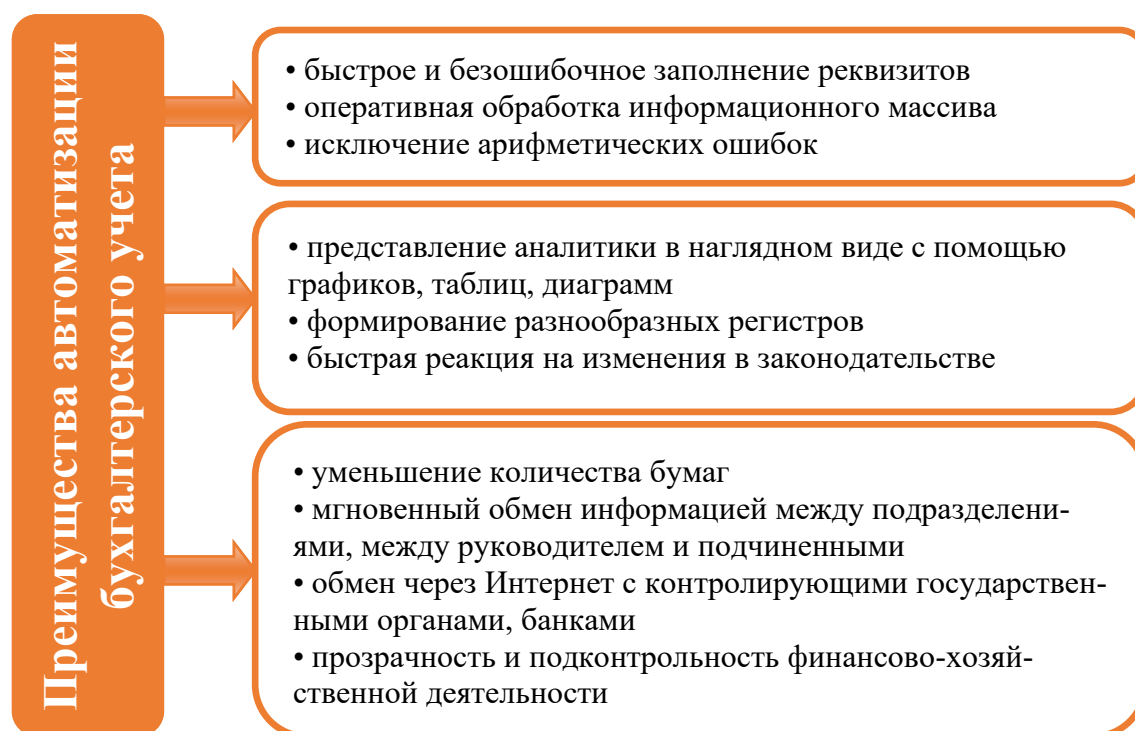 Преимущества автоматизации
бухгалтерского учета
• быстрое и безошибочное заполнение реквизитов
• оперативная обработка информационного массива
• исключение арифметических ошибок
• представление аналитики в наглядном виде с помощью
графиков, таблиц, диаграмм
• формирование разнообразных регистров
• быстрая реакция на изменения в законодательстве
• уменьшение количества бумаг
• мгновенный обмен информацией между подразделени-
ями, между руководителем и подчиненными
• обмен через Интернет с контролирующими государствен-
ными органами, банками
• прозрачность и подконтрольность финансово-хозяй-
ственной деятельности